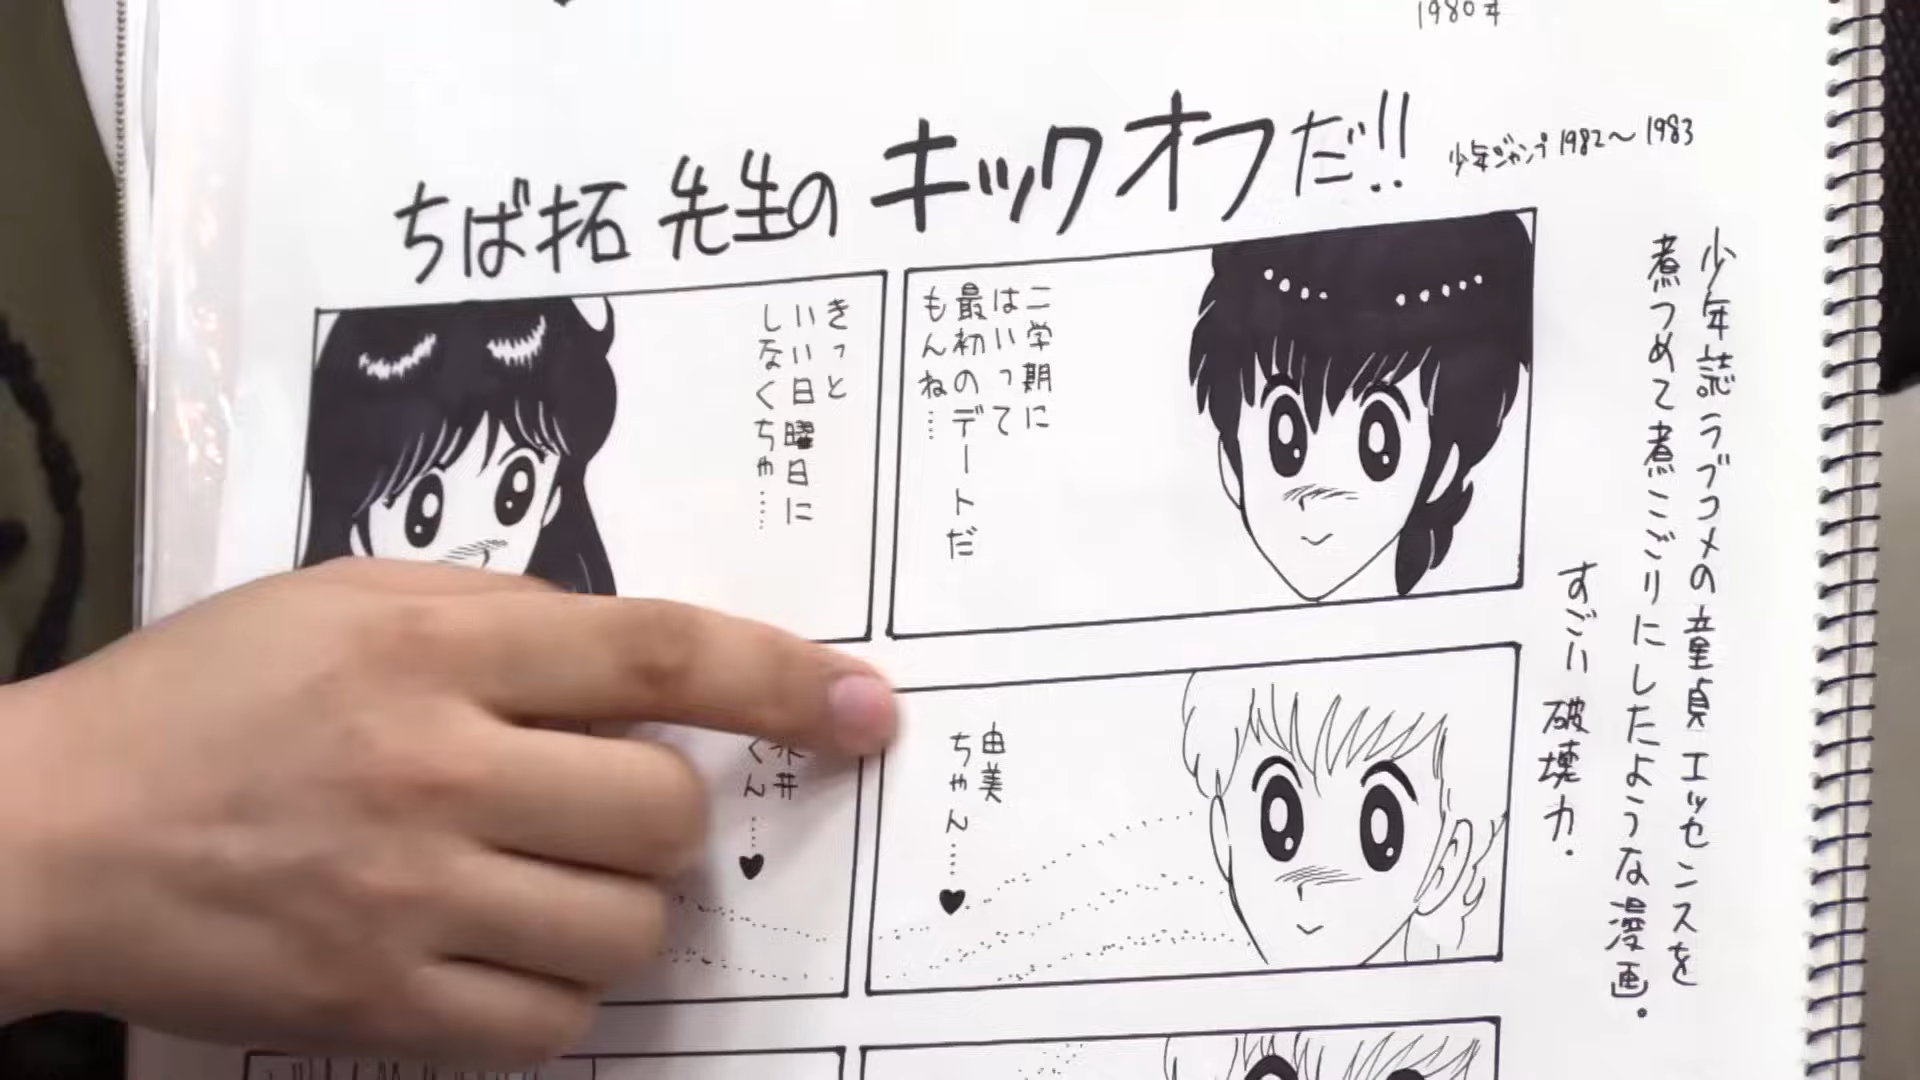 1980年
ちば拓 先生の キックオフだ!!
少年ジャンプ 1982〜1983
少年誌ラブコメの童貞エッセンスを
煮つめて煮こごりにしたような漫画.
すごい 破壊力.
二学期に
はいって
最初のデートだ
もんね……
きっと
いい日曜日に
しなくちゃ……
由美
ちゃん……♥
くん……♥